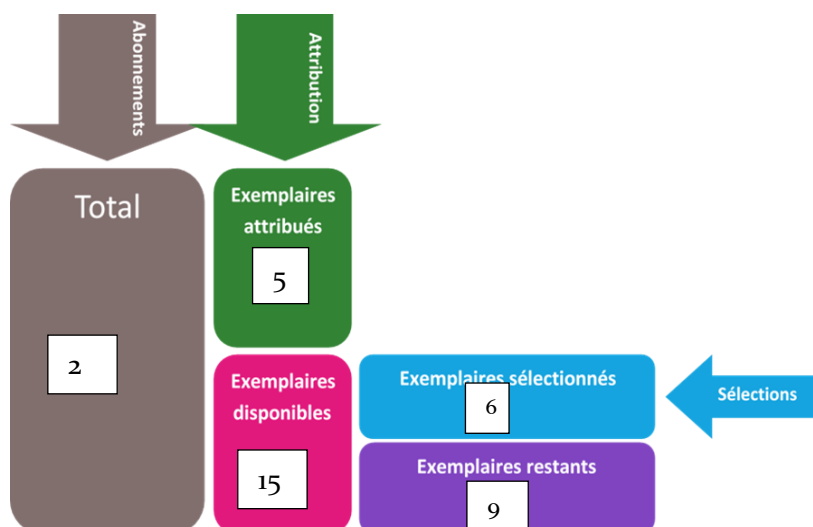 Abonnements
Attribution
Total
2
Exemplaires
attribués
5
Exemplaires
disponibles
15
Exemplaires sélectionnés
6
Sélections
Exemplaires restants
9